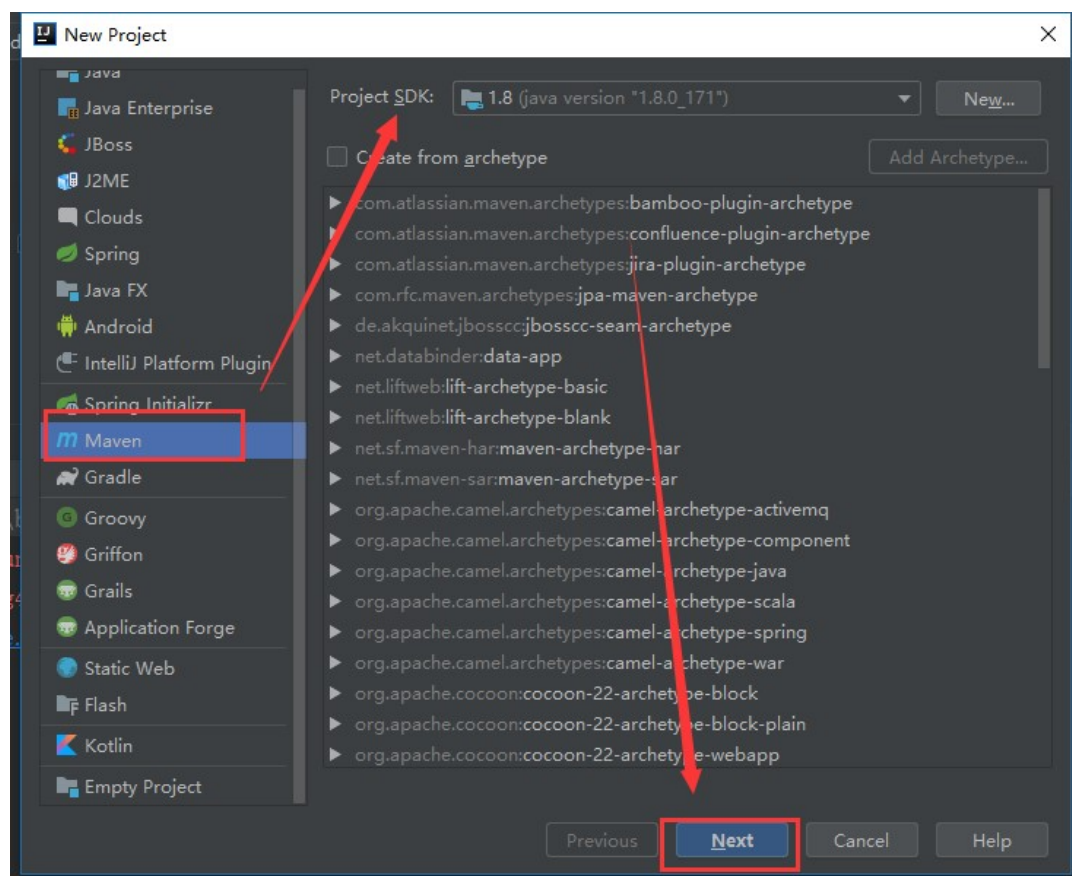 New Project
Java
Java Enterprise
JBoss
J2ME
Clouds
Spring
Java FX
Android
IntelliJ Platform Plugin
Spring Initializr
Maven
Gradle
Groovy
Griffon
Grails
Application Forge
Static Web
Flash
Kotlin
Empty Project
Project SDK: 1.8 (java version "1.8.0_171") New...
Create from archetype Add Archetype...
com.atlassian.maven.archetypes:bamboo-plugin-archetype
com.atlassian.maven.archetypes:confluence-plugin-archetype
com.atlassian.maven.archetypes:jira-plugin-archetype
com.rfc.maven.archetypes:jpa-maven-archetype
de.akquinet.jbosscc:jbosscc-seam-archetype
net.databinder:data-app
net.liftweb:lift-archetype-basic
net.liftweb:lift-archetype-blank
net.sf.maven-har:maven-archetype-har
net.sf.maven-sar:maven-archetype-sar
org.apache.camel.archetypes:camel-archetype-activemq
org.apache.camel.archetypes:camel-archetype-component
org.apache.camel.archetypes:camel-archetype-java
org.apache.camel.archetypes:camel-archetype-scala
org.apache.camel.archetypes:camel-archetype-spring
org.apache.camel.archetypes:camel-archetype-war
org.apache.cocoon:cocoon-22-archetype-block
org.apache.cocoon:cocoon-22-archetype-block-plain
org.apache.cocoon:cocoon-22-archetype-webapp
Previous Next Cancel Help